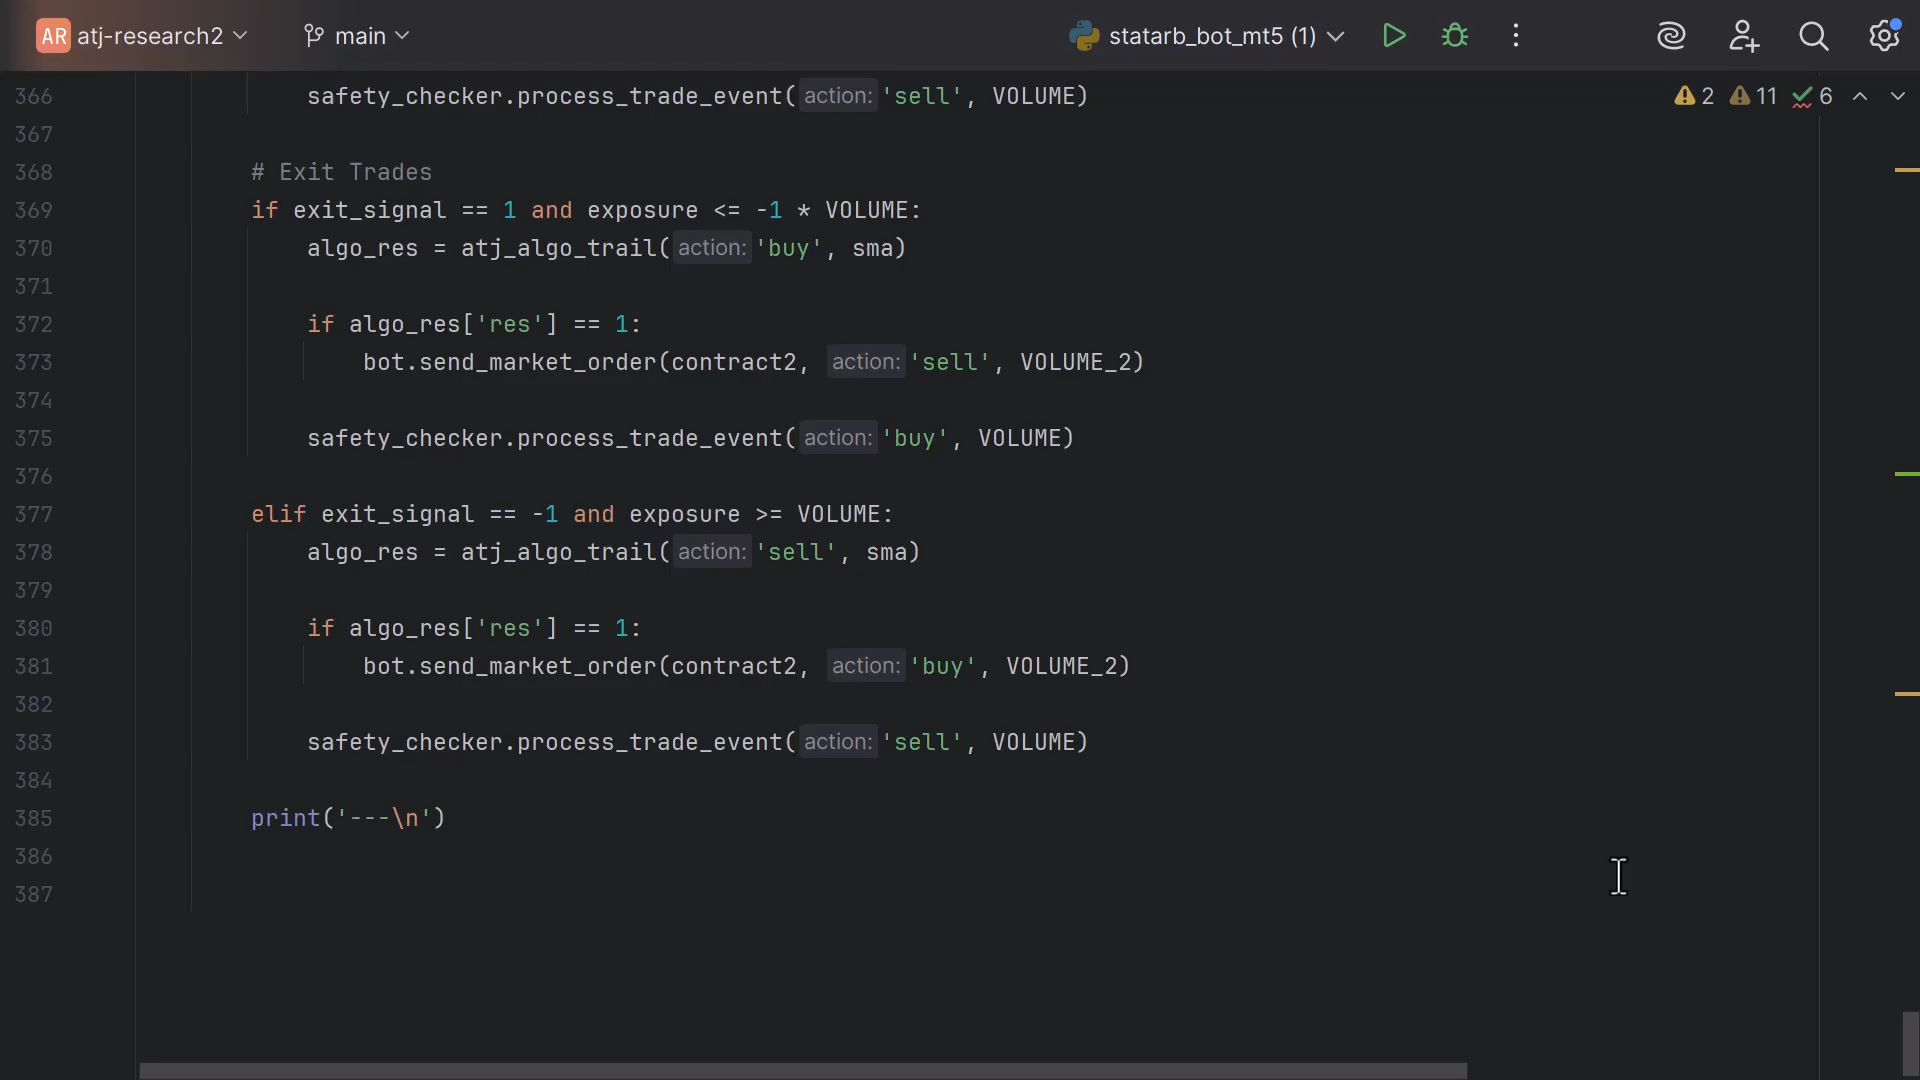 AR atj-research2 main statarb_bot_mt5 (1)
2 11 6
366 safety_checker.process_trade_event( action: 'sell', VOLUME)
367
368 # Exit Trades
369 if exit_signal == 1 and exposure <= -1 * VOLUME:
370 algo_res = atj_algo_trail( action: 'buy', sma)
371
372 if algo_res['res'] == 1:
373 bot.send_market_order(contract2, action: 'sell', VOLUME_2)
374
375 safety_checker.process_trade_event( action: 'buy', VOLUME)
376
377 elif exit_signal == -1 and exposure >= VOLUME:
378 algo_res = atj_algo_trail( action: 'sell', sma)
379
380 if algo_res['res'] == 1:
381 bot.send_market_order(contract2, action: 'buy', VOLUME_2)
382
383 safety_checker.process_trade_event( action: 'sell', VOLUME)
384
385 print('---\n')
386
387